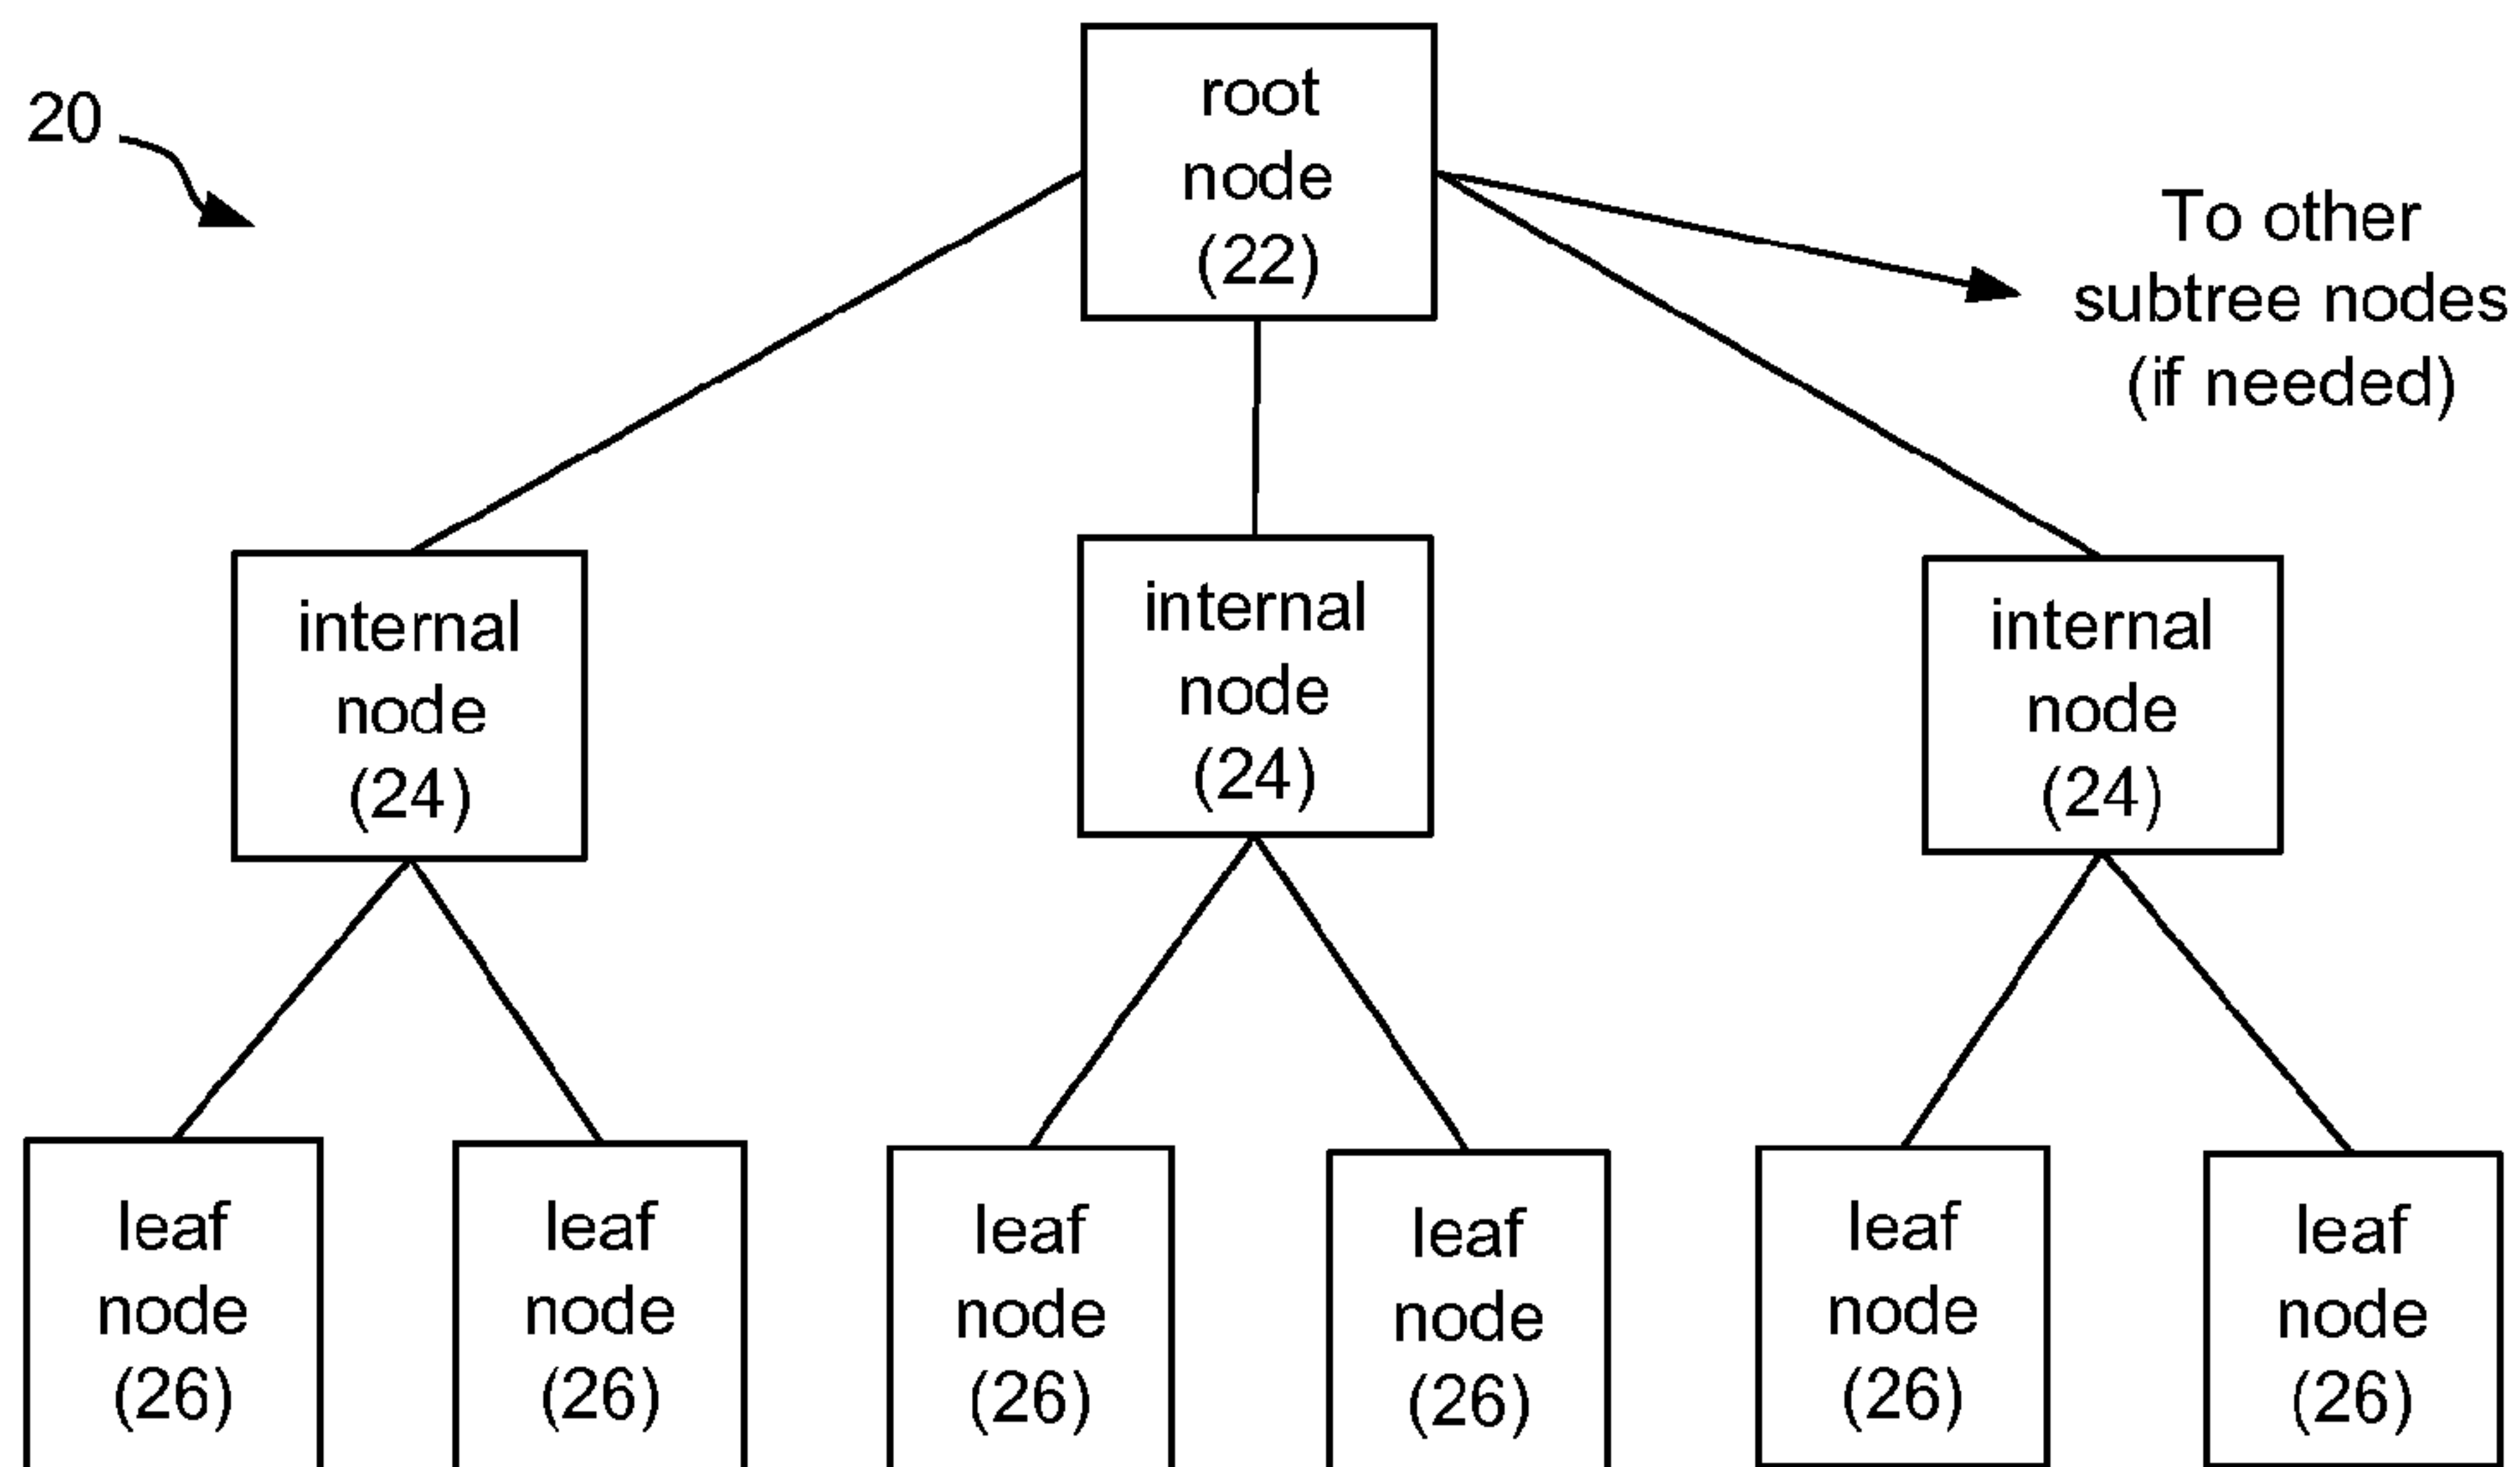 20
root
node
(22)
To other
subtree nodes
(if needed)
internal
node
(24)
internal
node
(24)
internal
node
(24)
leaf
node
(26)
leaf
node
(26)
leaf
node
(26)
leaf
node
(26)
leaf
node
(26)
leaf
node
(26)